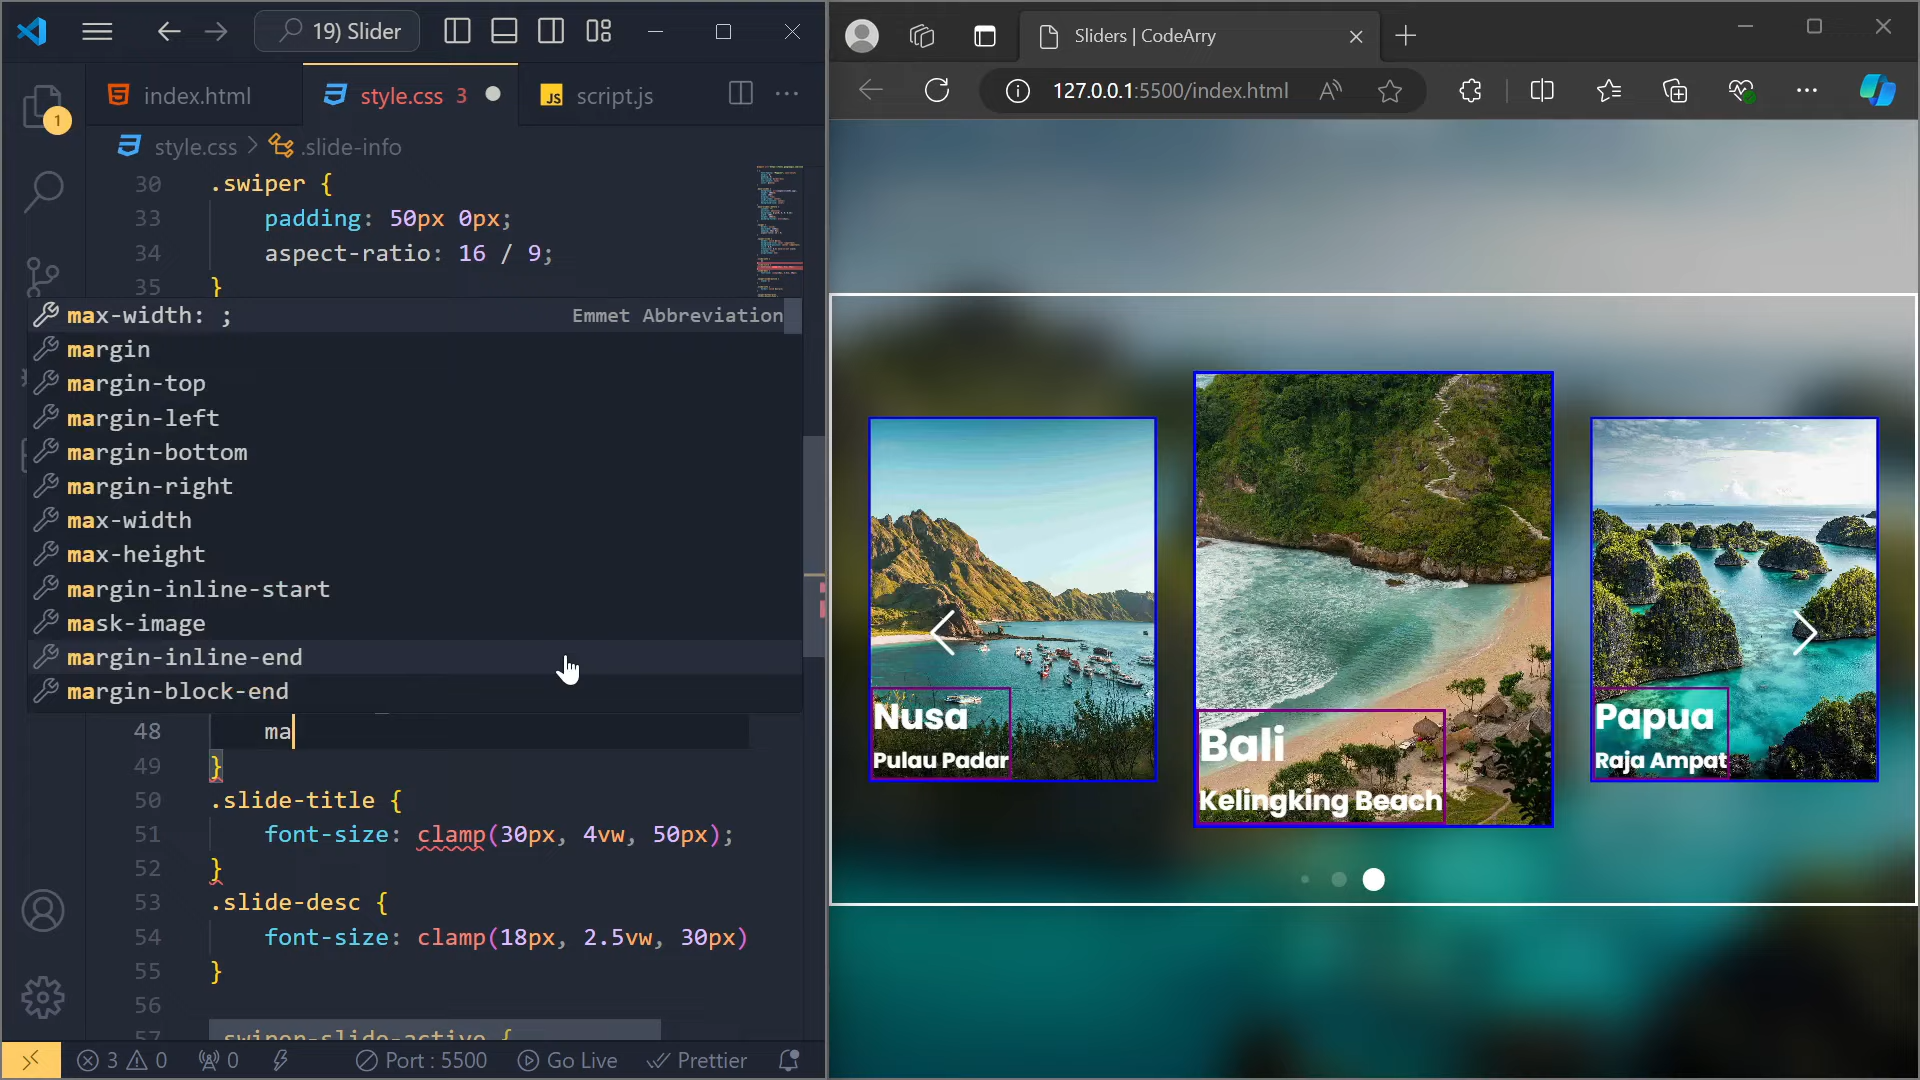 19) Slider
index.html
style.css 3
script.js
style.css > .slide-info
30 .swiper {
33 padding: 50px 0px;
34 aspect-ratio: 16 / 9;
35 }
max-width: ; Emmet Abbreviation
margin
margin-top
margin-left
margin-bottom
margin-right
max-width
max-height
margin-inline-start
mask-image
margin-inline-end
margin-block-end
48 ma
49 }
50 .slide-title {
51 font-size: clamp(30px, 4vw, 50px);
52 }
53 .slide-desc {
54 font-size: clamp(18px, 2.5vw, 30px)
55 }
56
57 .swiper-slide-active {
1
3 0 0 Port : 5500 Go Live Prettier
Sliders | CodeArry
127.0.0.1:5500/index.html
Nusa
Pulau Padar
Bali
Kelingking Beach
Papua
Raja Ampat